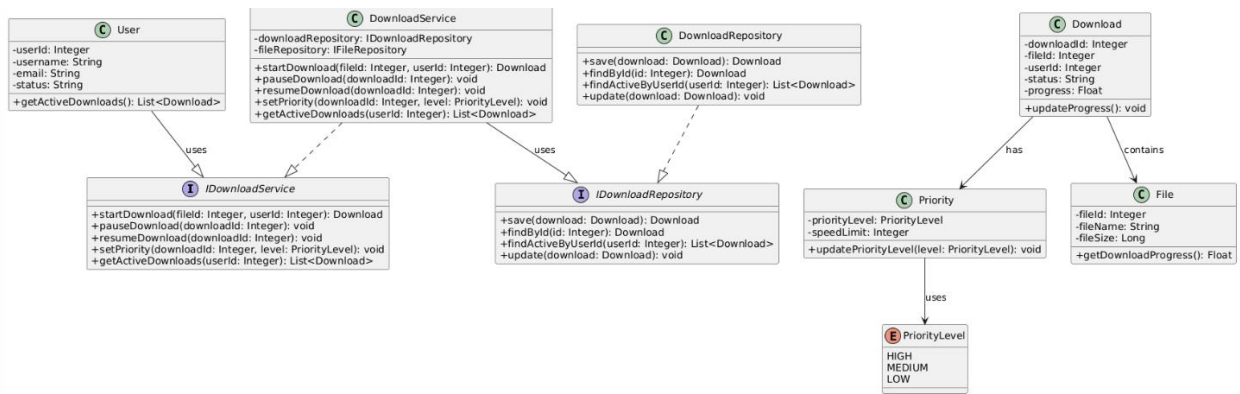 C User
-userId: Integer
-username: String
-email: String
-status: String
+getActiveDownloads(): List<Download>
C DownloadService
-downloadRepository: IDownloadRepository
-fileRepository: IFileRepository
+startDownload(fileId: Integer, userId: Integer): Download
+pauseDownload(downloadId: Integer): void
+resumeDownload(downloadId: Integer): void
+setPriority(downloadId: Integer, level: PriorityLevel): void
+getActiveDownloads(userId: Integer): List<Download>
C DownloadRepository
+save(download: Download): Download
+findById(id: Integer): Download
+findActiveByUserId(userId: Integer): List<Download>
+update(download: Download): void
C Download
-downloadId: Integer
-fileId: Integer
-userId: Integer
-status: String
-progress: Float
+updateProgress(): void
uses
uses
has
contains
I IDownloadService
+startDownload(fileId: Integer, userId: Integer): Download
+pauseDownload(downloadId: Integer): void
+resumeDownload(downloadId: Integer): void
+setPriority(downloadId: Integer, level: PriorityLevel): void
+getActiveDownloads(userId: Integer): List<Download>
I IDownloadRepository
+save(download: Download): Download
+findById(id: Integer): Download
+findActiveByUserId(userId: Integer): List<Download>
+update(download: Download): void
C Priority
-priorityLevel: PriorityLevel
-speedLimit: Integer
+updatePriorityLevel(level: PriorityLevel): void
C File
-fileId: Integer
-fileName: String
-fileSize: Long
+getDownloadProgress(): Float
uses
E PriorityLevel
HIGH
MEDIUM
LOW